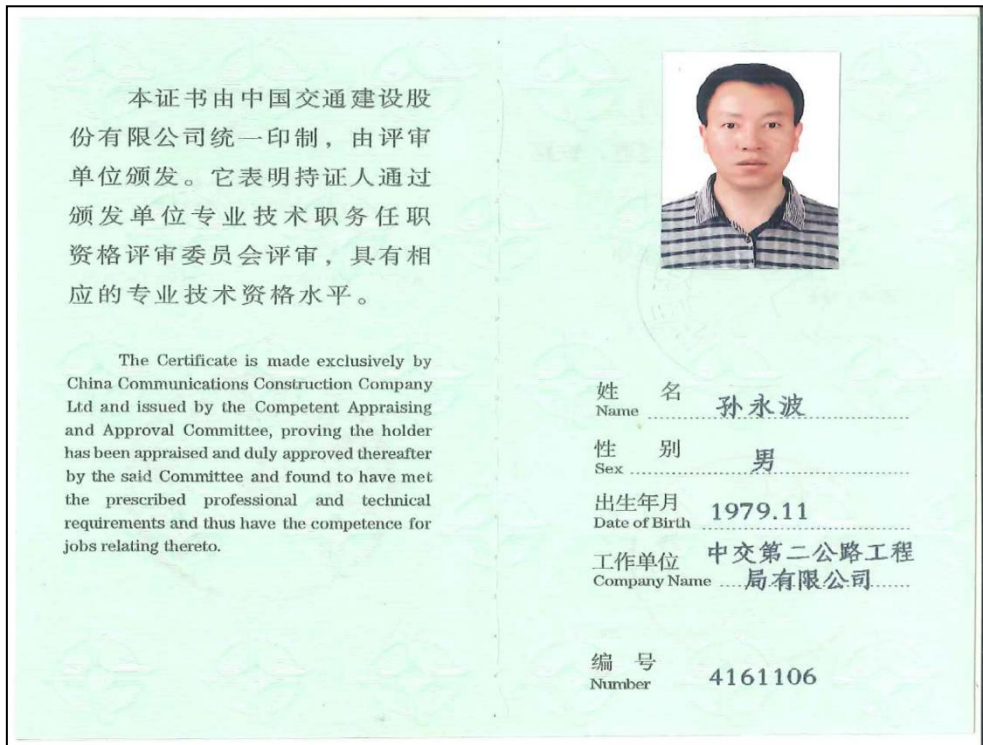 本证书由中国交通建设股
份有限公司统一印制，由评审
单位颁发。它表明持证人通过
颁发单位专业技术职务任职
资格评审委员会评审，具有相
应的专业技术资格水平。
The Certificate is made exclusively by
China Communications Construction Company
Ltd and issued by the Competent Appraising
and Approval Committee, proving the holder
has been appraised and duly approved thereafter
by the said Committee and found to have met
the prescribed professional and technical
requirements and thus have the competence for
jobs relating thereto.
姓 名
Name 孙永波
性 别
Sex 男
出生年月
Date of Birth 1979.11
工作单位 中交第二公路工程
Company Name 局有限公司
编 号
Number 4161106